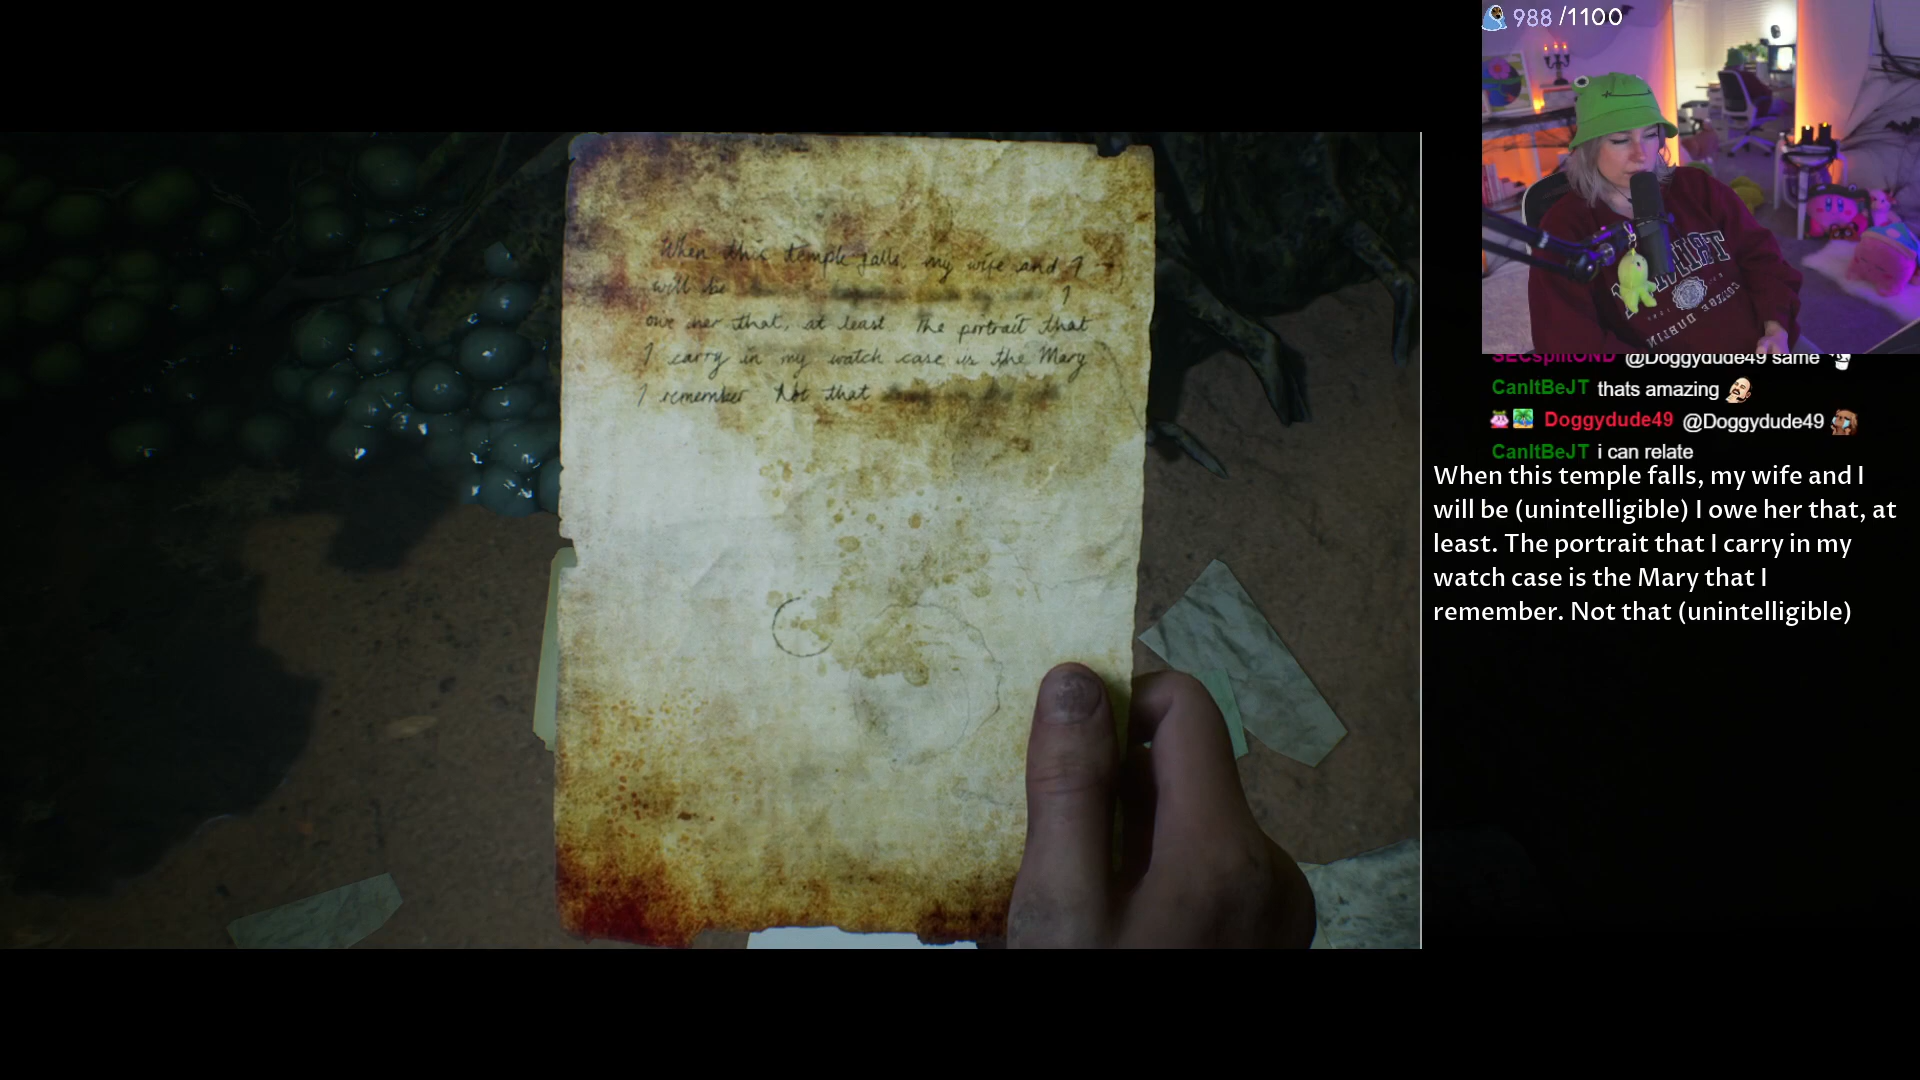 988 /1100
When this temple falls, my wife and I
will be I
owe her that, at least The portrait that
I carry in my watch case is the Mary
I remember Not that
SECsplitOND @Doggydude49 same
CanItBeJT thats amazing
Doggydude49 @Doggydude49
CanItBeJT i can relate
When this temple falls, my wife and I
will be (unintelligible) I owe her that, at
least. The portrait that I carry in my
watch case is the Mary that I
remember. Not that (unintelligible)